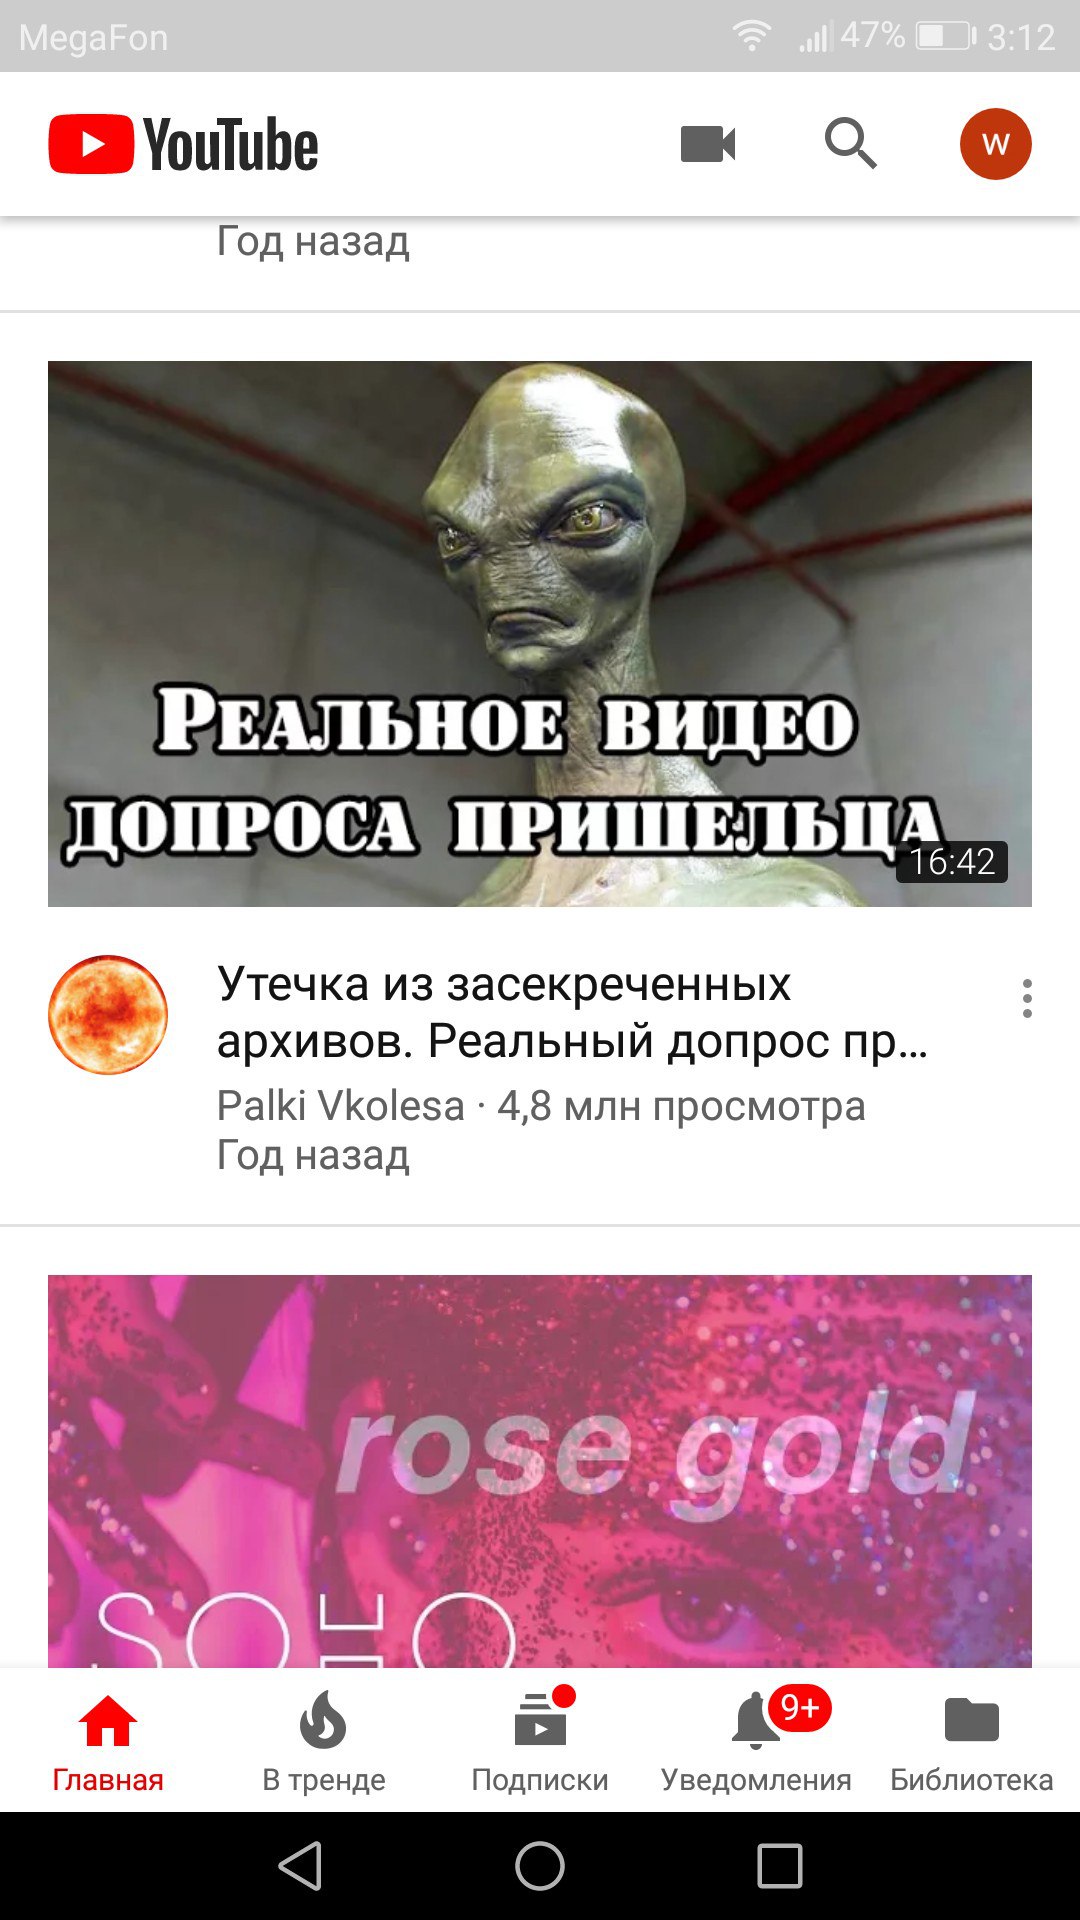 MegaFon 47% 3:12
YouTube W
Год назад
Реальное видео
допроса пришельца
16:42
Утечка из засекреченных
архивов. Реальный допрос пр...
Palki Vkolesa · 4,8 млн просмотра
Год назад
rose gold
SOHO
9+
Главная В тренде Подписки Уведомления Библиотека